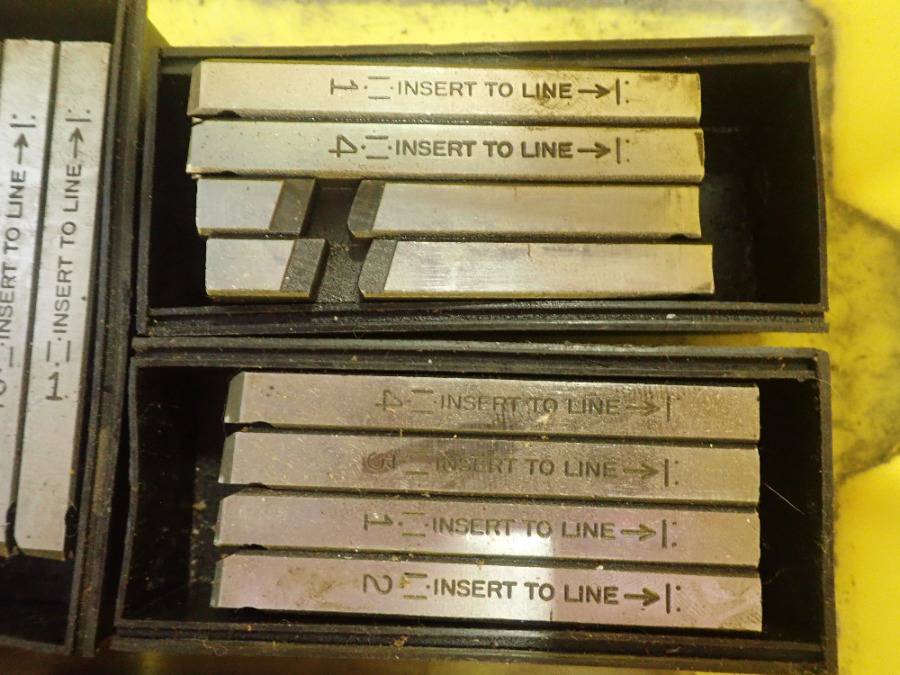 1 INSERT TO LINE →
4 INSERT TO LINE →
INSERT TO LINE →
1 INSERT TO LINE →
4 INSERT TO LINE →
3 INSERT TO LINE →
1 INSERT TO LINE →
2 INSERT TO LINE →